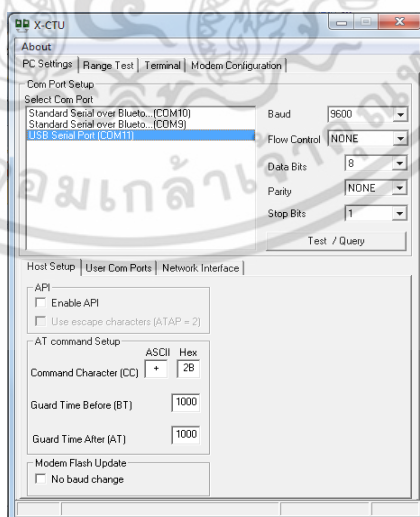 X-CTU
About
PC Settings Range Test Terminal Modem Configuration
Com Port Setup
Select Com Port
Standard Serial over Blueto...(COM10)
Standard Serial over Blueto...(COM9)
USB Serial Port (COM11)
Baud 9600
Flow Control NONE
Data Bits 8
Parity NONE
Stop Bits 1
Test / Query
Host Setup User Com Ports Network Interface
API
Enable API
Use escape characters (ATAP = 2)
AT command Setup
ASCII Hex
Command Character (CC) + 2B
Guard Time Before (BT) 1000
Guard Time After (AT) 1000
Modem Flash Update
No baud change